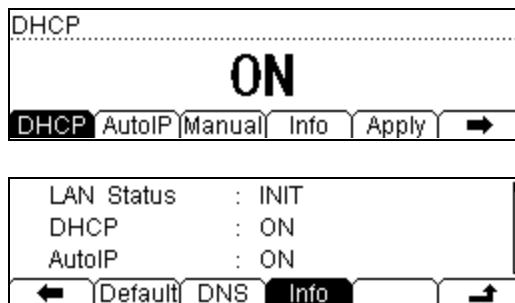 DHCP
ON
DHCP AutoIP Manual Info Apply
LAN Status : INIT
DHCP : ON
AutoIP : ON
Default DNS Info